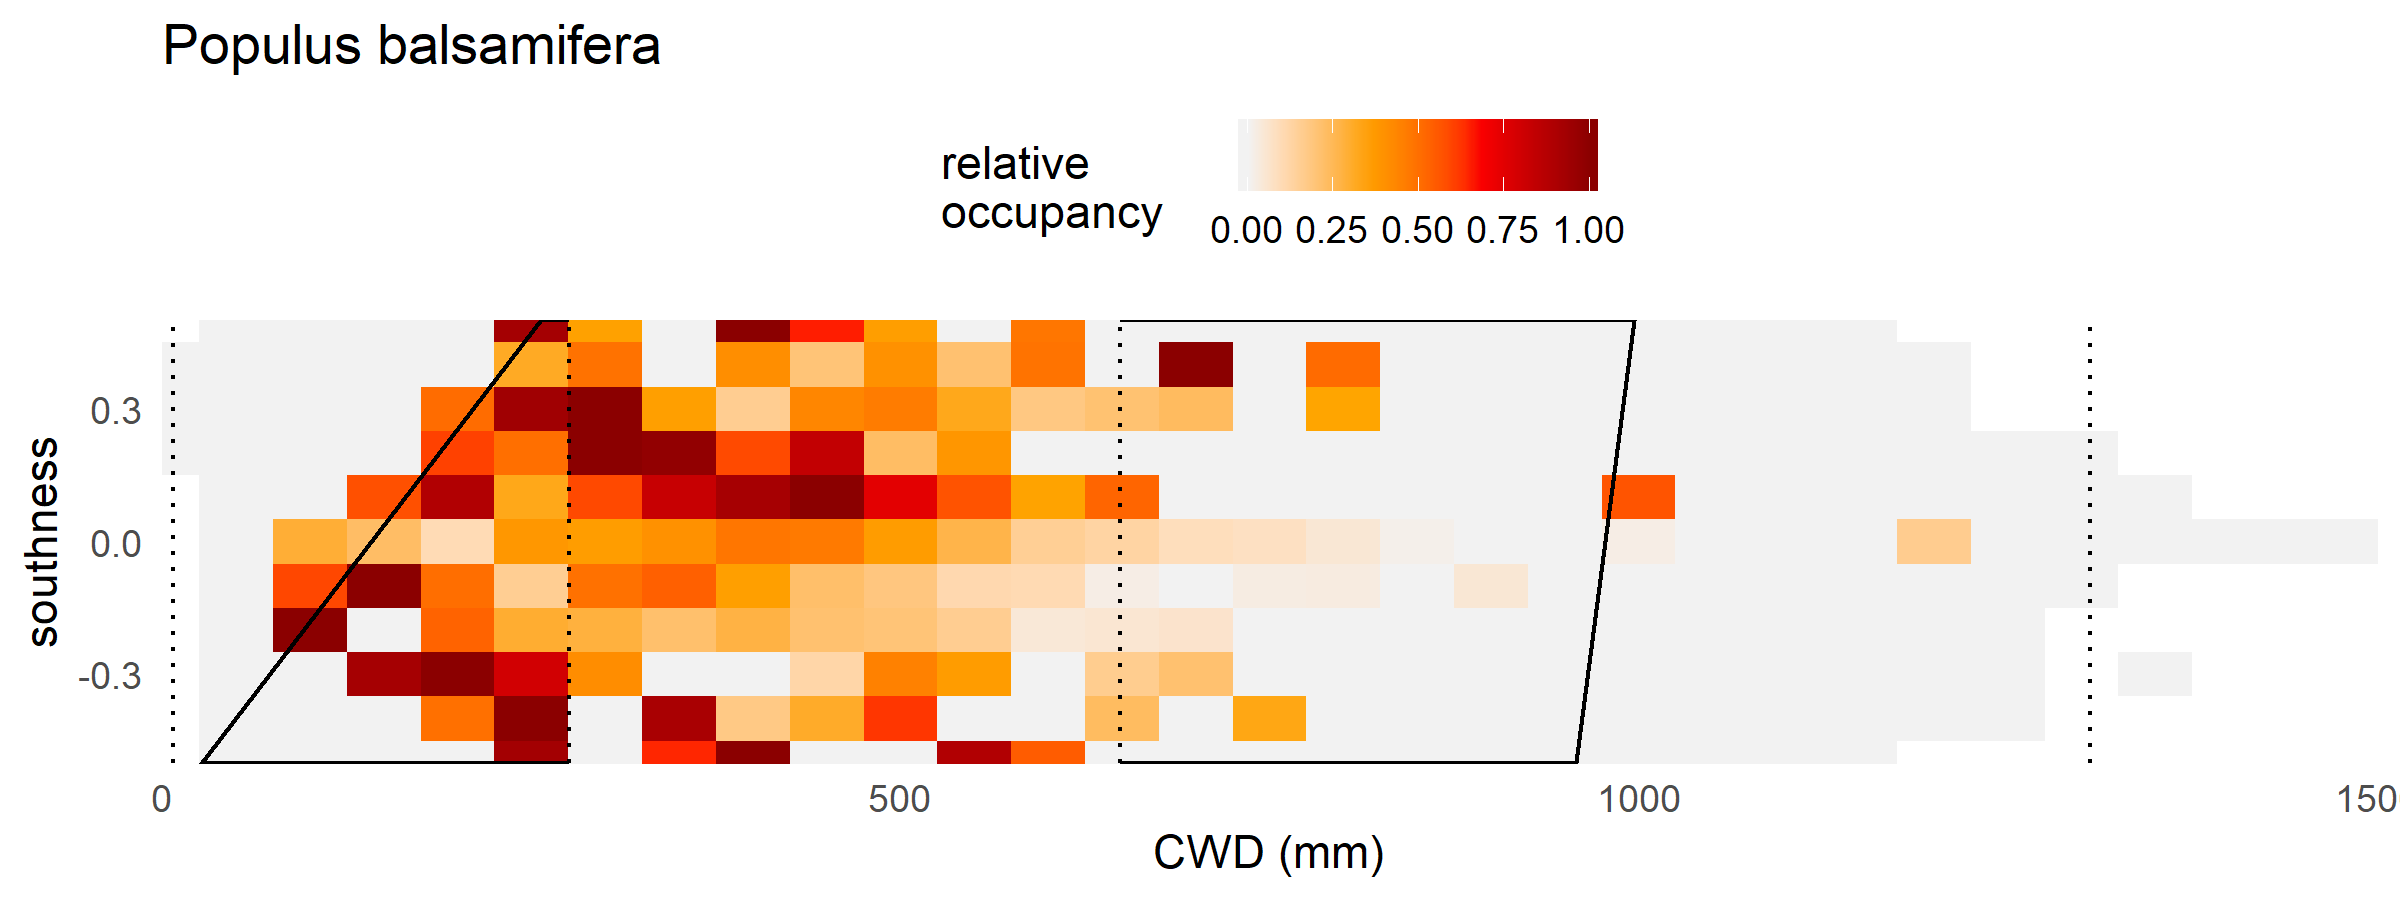 Populus balsamifera
relative
occupancy
0.00 0.25 0.50 0.75 1.00
0.3
0.0
-0.3
southness
0 500 1000 150
CWD (mm)